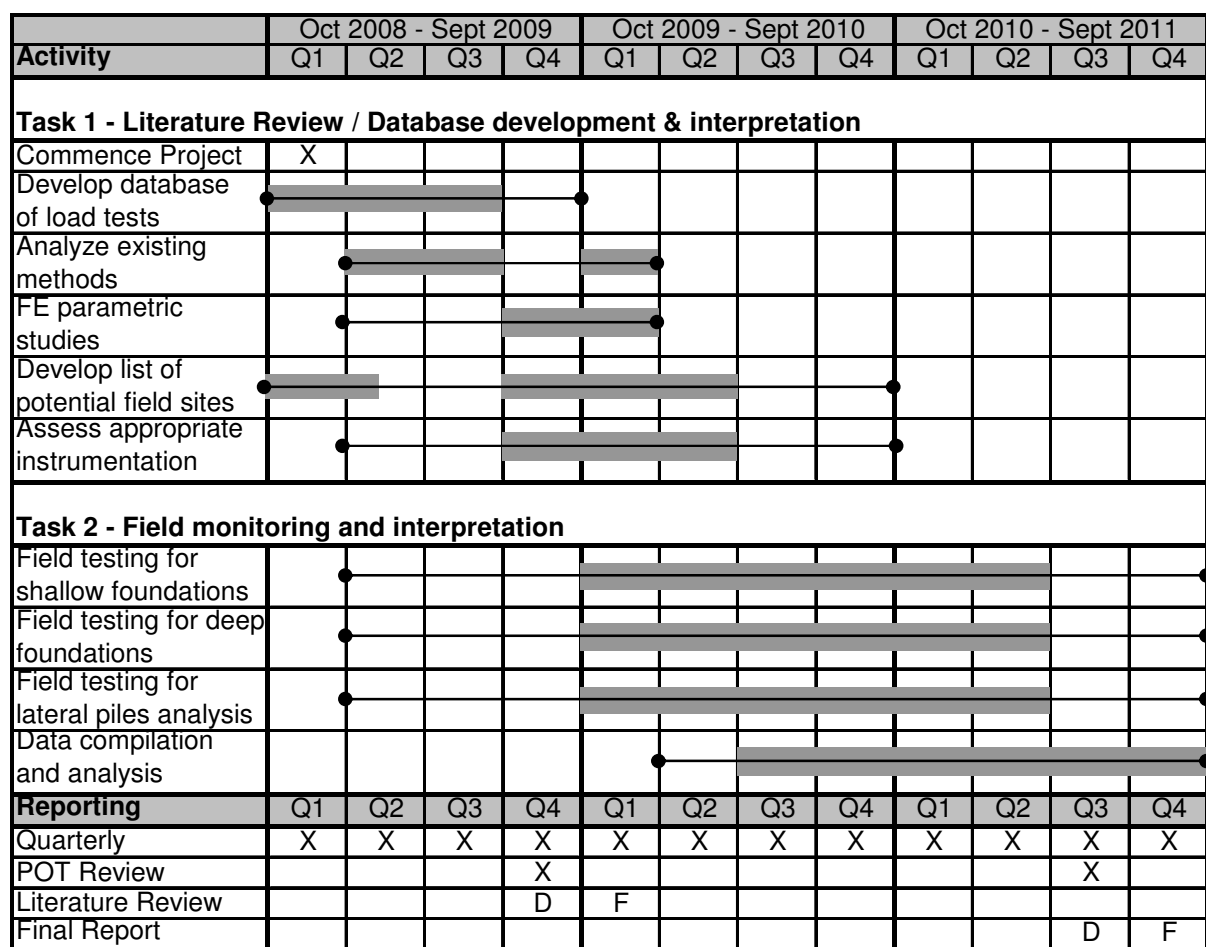 Oct 2008 - Sept 2009 Oct 2009 - Sept 2010 Oct 2010 - Sept 2011
Activity Q1 Q2 Q3 Q4 Q1 Q2 Q3 Q4 Q1 Q2 Q3 Q4
Task 1 - Literature Review / Database development & interpretation
Commence Project X
Develop database
of load tests
Analyze existing
methods
FE parametric
studies
Develop list of
potential field sites
Assess appropriate
instrumentation
Task 2 - Field monitoring and interpretation
Field testing for
shallow foundations
Field testing for deep
foundations
Field testing for
lateral piles analysis
Data compilation
and analysis
Reporting Q1 Q2 Q3 Q4 Q1 Q2 Q3 Q4 Q1 Q2 Q3 Q4
Quarterly X X X X X X X X X X X X
POT Review X X
Literature Review D F
Final Report D F